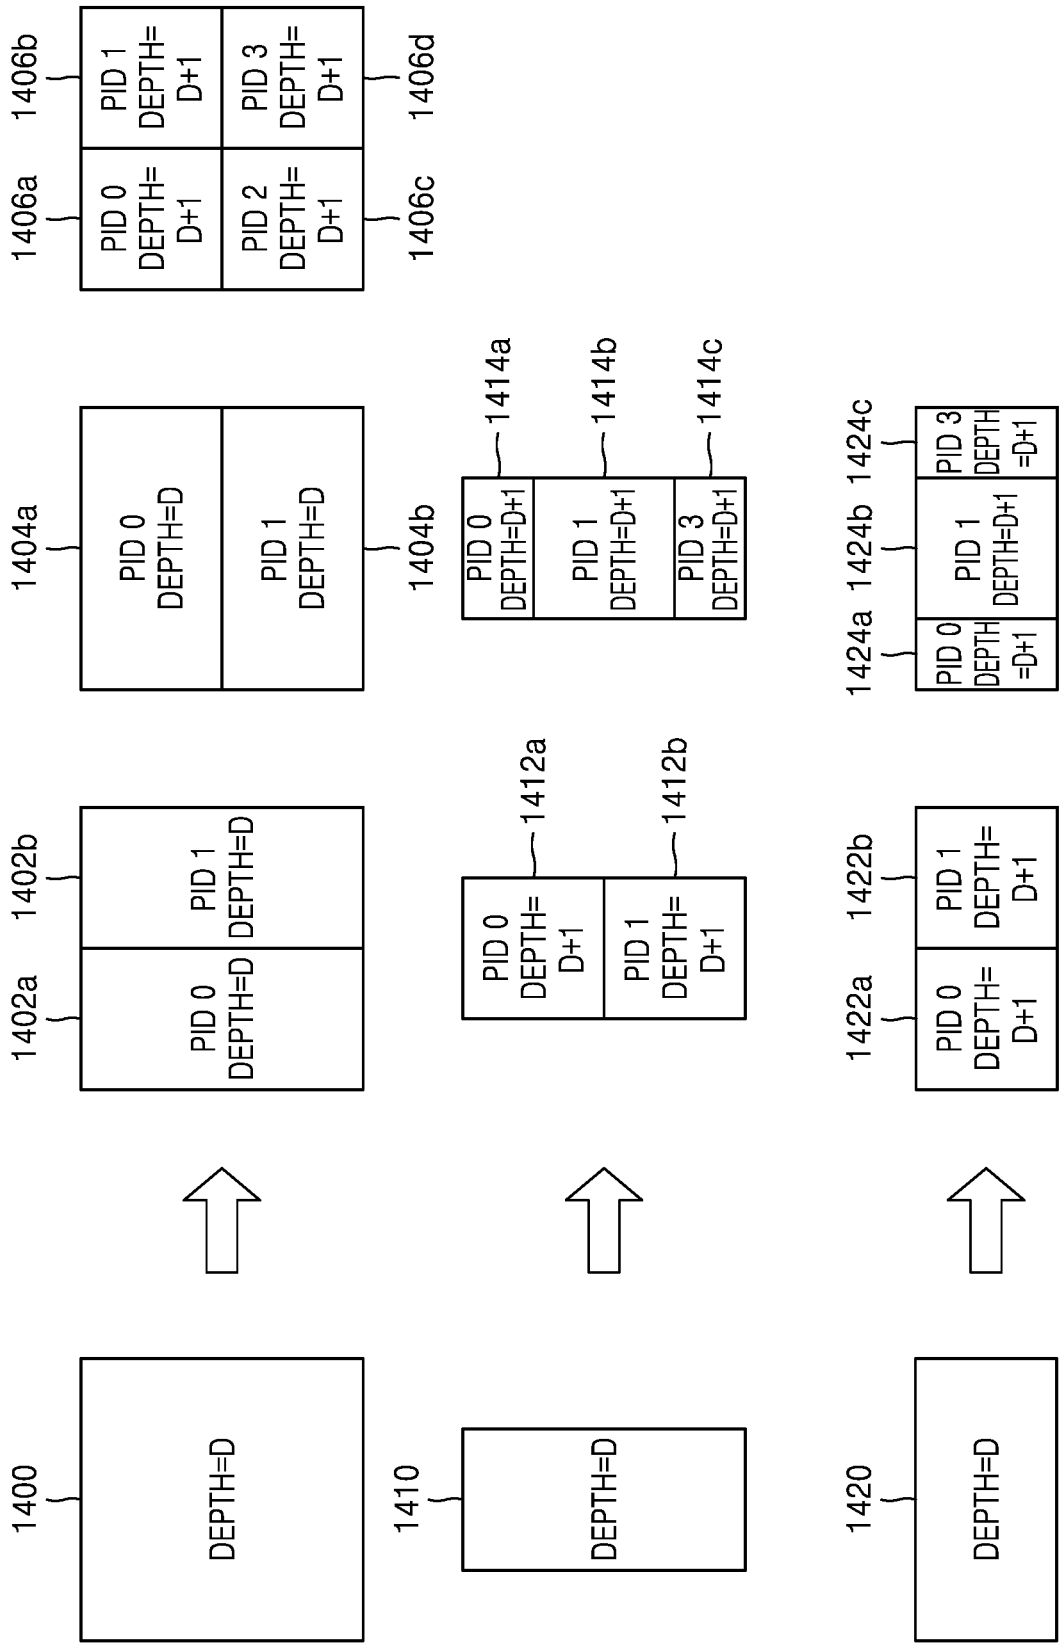 1400
DEPTH=D
1402a
1402b
PID 0
DEPTH=D
PID 1
DEPTH=D
1404a
PID 0
DEPTH=D
PID 1
DEPTH=D
1404b
1406a
1406b
PID 0
DEPTH=
D+1
PID 1
DEPTH=
D+1
PID 2
DEPTH=
D+1
PID 3
DEPTH=
D+1
1406c
1406d
1410
DEPTH=D
PID 0
DEPTH=
D+1
1412a
PID 1
DEPTH=
D+1
1412b
PID 0
DEPTH=D+1
1414a
PID 1
DEPTH=D+1
1414b
PID 3
DEPTH=D+1
1414c
1420
DEPTH=D
1422a
1422b
PID 0
DEPTH=
D+1
PID 1
DEPTH=
D+1
1424a
1424b
1424c
PID 0
DEPTH
=D+1
PID 1
DEPTH=D+1
PID 3
DEPTH
=D+1